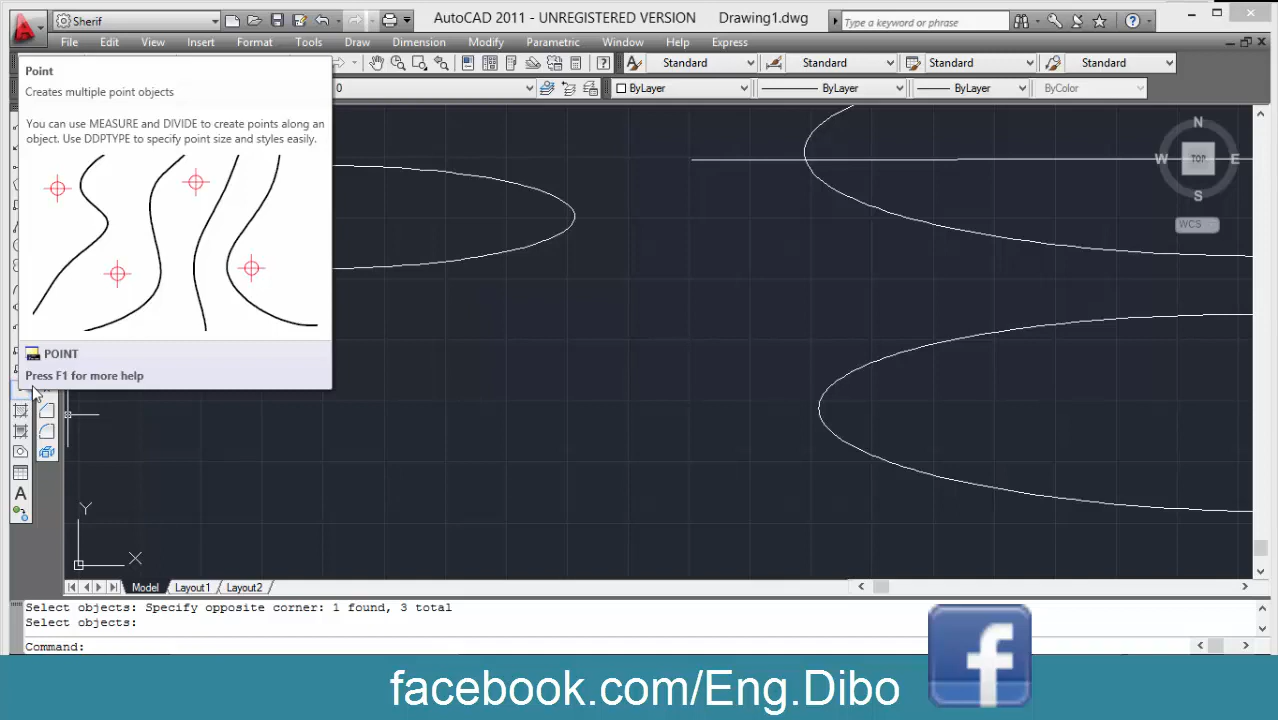 Sherif
AutoCAD 2011 - UNREGISTERED VERSION Drawing1.dwg
Type a keyword or phrase
File Edit View Insert Format Tools Draw Dimension Modify Parametric Window Help Express
Standard Standard Standard Standard
0 ByLayer ByLayer ByLayer ByColor
Point
Creates multiple point objects
You can use MEASURE and DIVIDE to create points along an
object. Use DDPTYPE to specify point size and styles easily.
POINT
Press F1 for more help
N
W TOP E
S
WCS
A
Y
X
Model Layout1 Layout2
Select objects: Specify opposite corner: 1 found, 3 total
Select objects:
Command:
f
facebook.com/Eng.Dibo